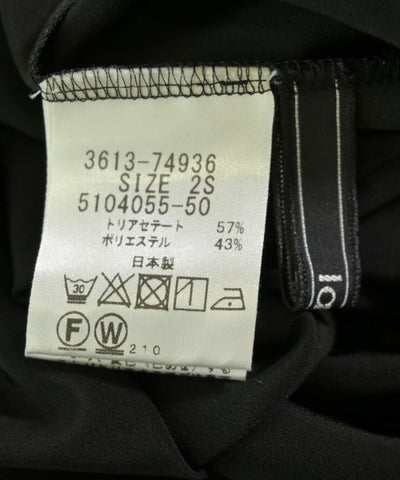 3613-74936
SIZE 2S
5104055-50
トリアセテート 57%
ポリエステル 43%
日本製
30
F W
210